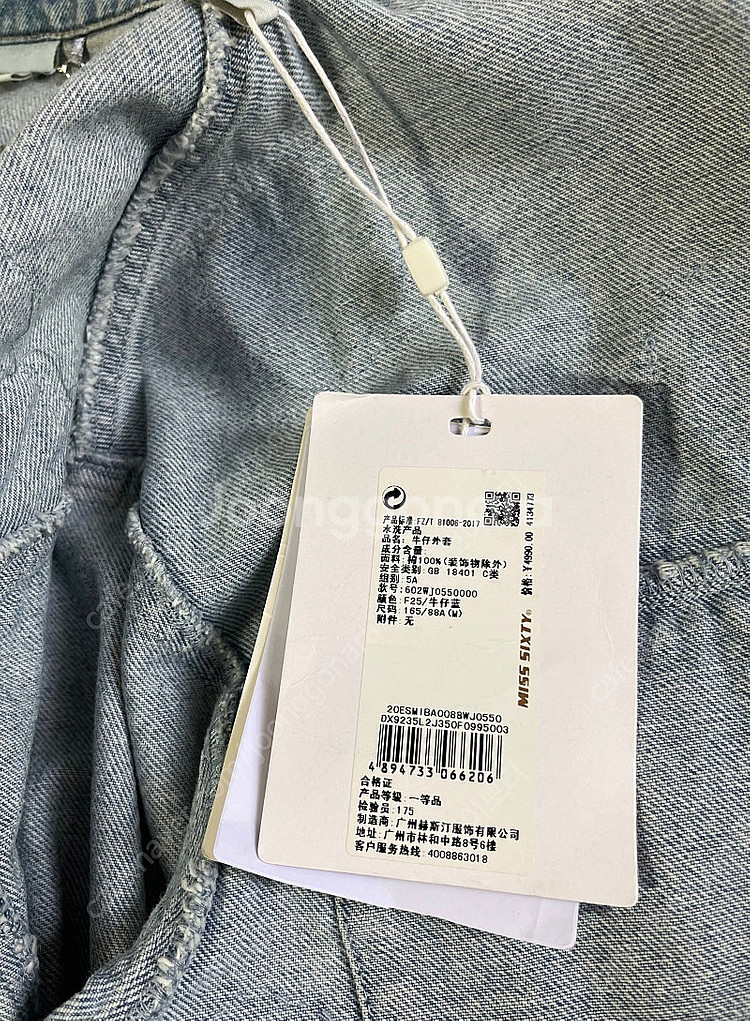 产品标准:FZ/T 81006-2017
水洗产品
品名: 牛仔外套
成分含量:
面料: 棉100%(装饰物除外)
安全类别: GB 18401 C类
组别: 5A
款号: 602WJ0550000
颜色: F25/牛仔蓝
尺码: 165/88A(M)
附件: 无
价格: ¥4990.00 4134773
MISS SIXTY®
20ESMIBA0088WJ0550
DX9235L2J350F0995003
4 894733 066206
合格证
产品等级: 一等品
检验员: 175
制造商: 广州赫斯汀服饰有限公司
地址: 广州市林和中路8号6楼
客户服务热线: 4008863018
joonggonara